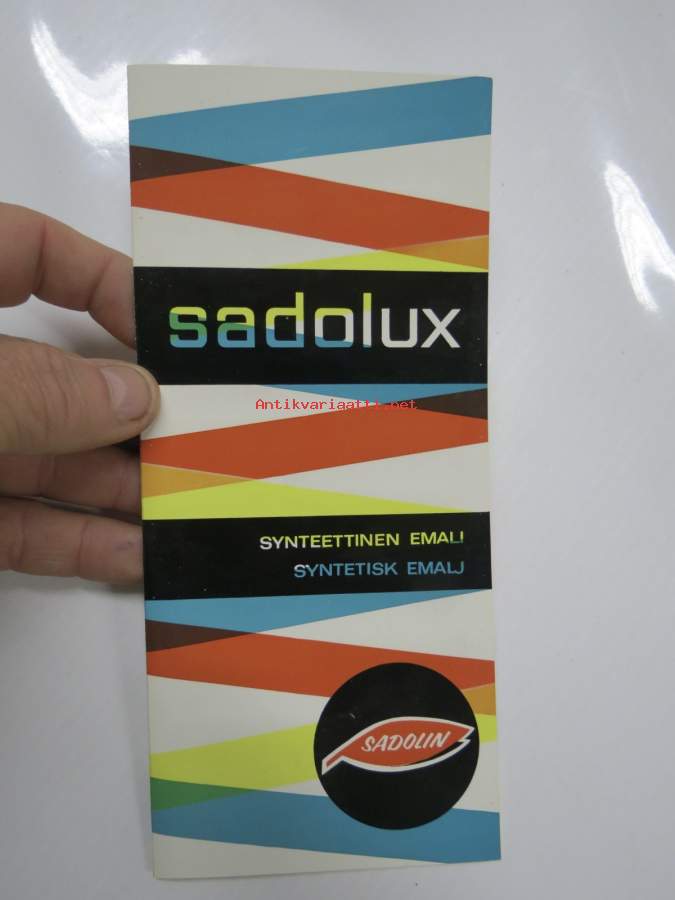 sadolux
Antikvariaatti.net
SYNTEETTINEN EMALI
SYNTETISK EMALJ
SADOLIN